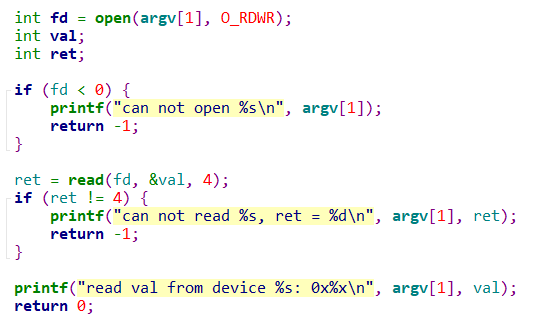 int fd = open(argv[1], O_RDWR);
int val;
int ret;
if (fd < 0) {
printf("can not open %s\n", argv[1]);
return -1;
}
ret = read(fd, &val, 4);
if (ret != 4) {
printf("can not read %s, ret = %d\n", argv[1], ret);
return -1;
}
printf("read val from device %s: 0x%x\n", argv[1], val);
return 0;